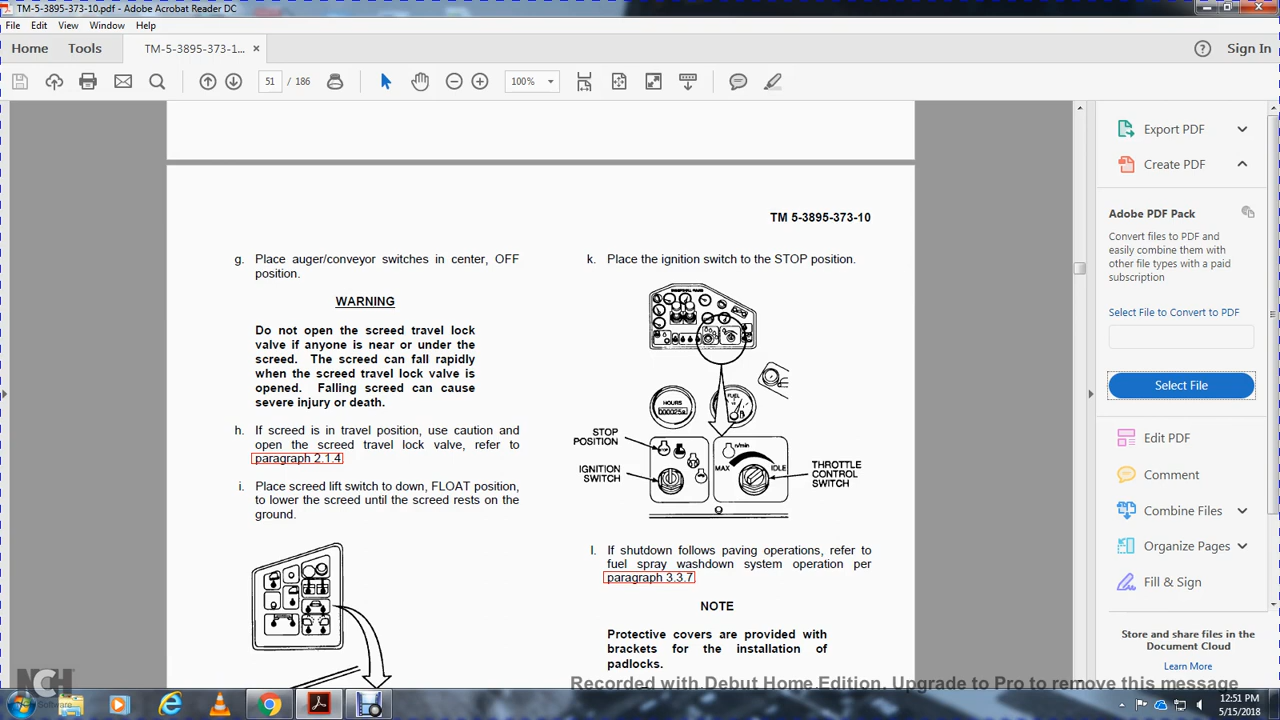 TM-5-3895-373-10.pdf - Adobe Acrobat Reader DC
File Edit View Window Help
Home Tools TM-5-3895-373-1... × Sign In
51 / 186 100%
TM 5-3895-373-10
g. Place auger/conveyor switches in center, OFF
position.
WARNING
Do not open the screed travel lock
valve if anyone is near or under the
screed. The screed can fall rapidly
when the screed travel lock valve is
opened. Falling screed can cause
severe injury or death.
h. If screed is in travel position, use caution and
open the screed travel lock valve, refer to
paragraph 2.1.4
i. Place screed lift switch to down, FLOAT position,
to lower the screed until the screed rests on the
ground.
k. Place the ignition switch to the STOP position.
HOURS
FUEL
STOP
POSITION
IGNITION
SWITCH
n/min
MAX
IDLE
THROTTLE
CONTROL
SWITCH
l. If shutdown follows paving operations, refer to
fuel spray washdown system operation per
paragraph 3.3.7
NOTE
Protective covers are provided with
brackets for the installation of
padlocks.
Export PDF
Create PDF
Adobe PDF Pack
Convert files to PDF and
easily combine them with
other file types with a paid
subscription
Select File to Convert to PDF
Select File
Edit PDF
Comment
Combine Files
Organize Pages
Fill & Sign
Store and share files in the
Document Cloud
Learn More
NCH
Software
Recorded with Debut Home Edition. Upgrade to Pro to remove this message
12:51 PM
5/15/2018